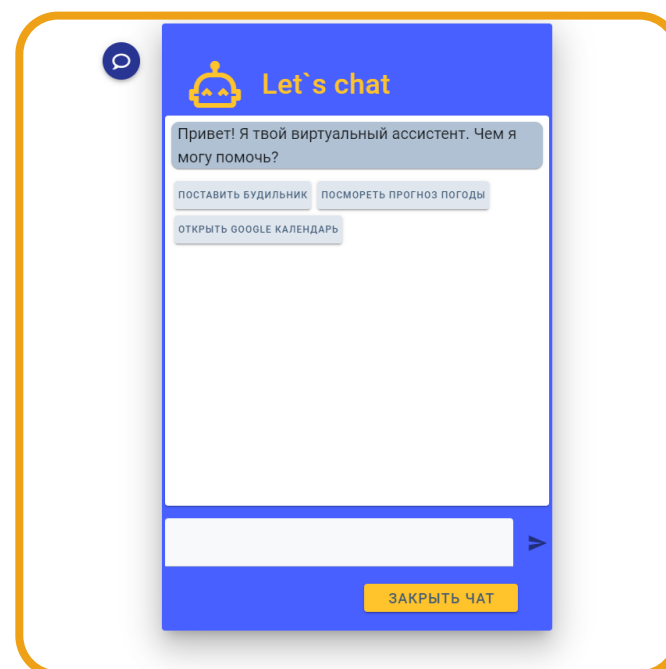 Let`s chat
Привет! Я твой виртуальный ассистент. Чем я
могу помочь?
ПОСТАВИТЬ БУДИЛЬНИК ПОСМОРЕТЬ ПРОГНОЗ ПОГОДЫ
ОТКРЫТЬ GOOGLE КАЛЕНДАРЬ
ЗАКРЫТЬ ЧАТ